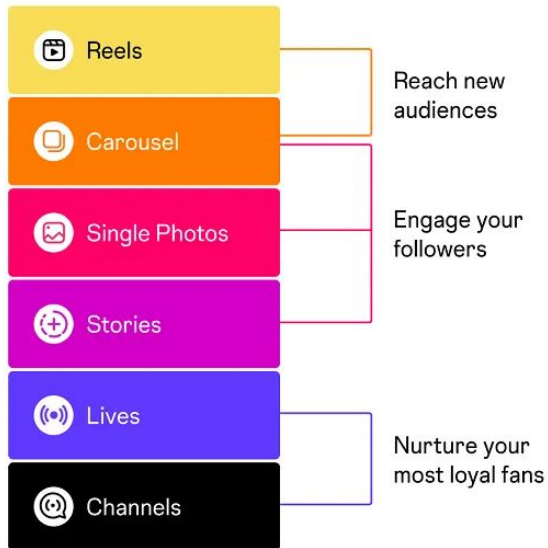 Reels
Carousel
Single Photos
Stories
Lives
Channels
Reach new
audiences
Engage your
followers
Nurture your
most loyal fans